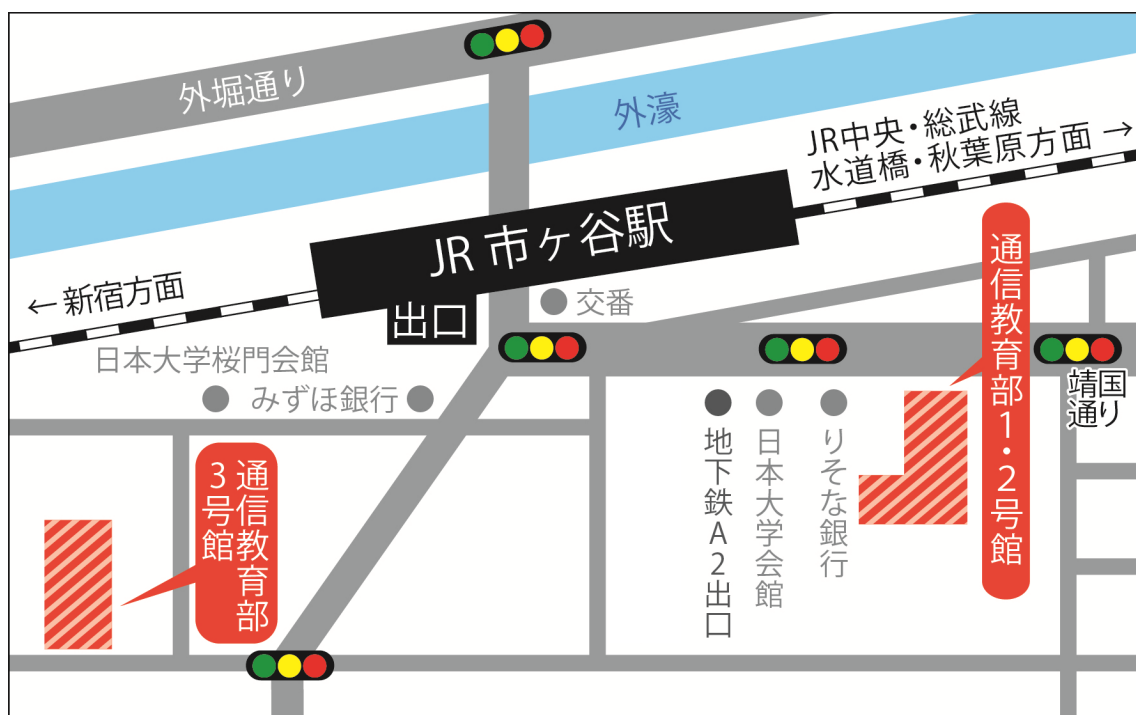 外堀通り
外濠
JR中央・総武線
水道橋・秋葉原方面 →
JR 市ヶ谷駅
← 新宿方面
出口
交番
日本大学桜門会館
みずほ銀行
通信教育部
3号館
地下鉄A2出口
日本大学会館
りそな銀行
通信教育部1・2号館
靖国
通り